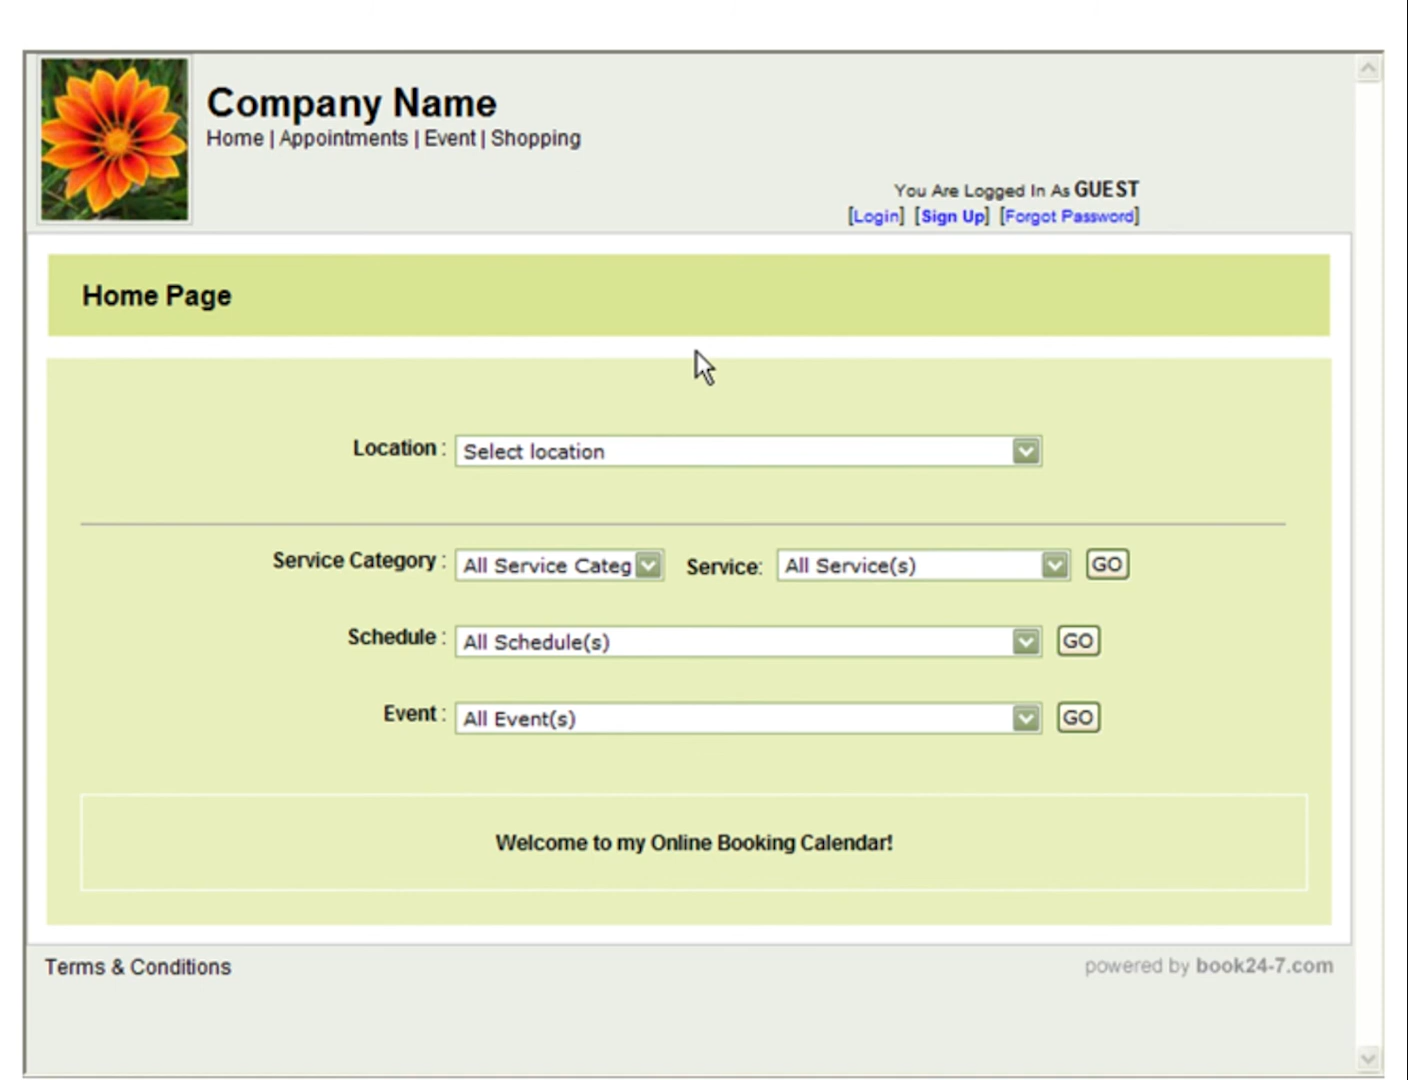 Company Name
Home | Appointments | Event | Shopping
You Are Logged In As GUEST
[Login] [Sign Up] [Forgot Password]
Home Page
Location : Select location
Service Category : All Service Categ Service: All Service(s) GO
Schedule : All Schedule(s) GO
Event : All Event(s) GO
Welcome to my Online Booking Calendar!
Terms & Conditions powered by book24-7.com